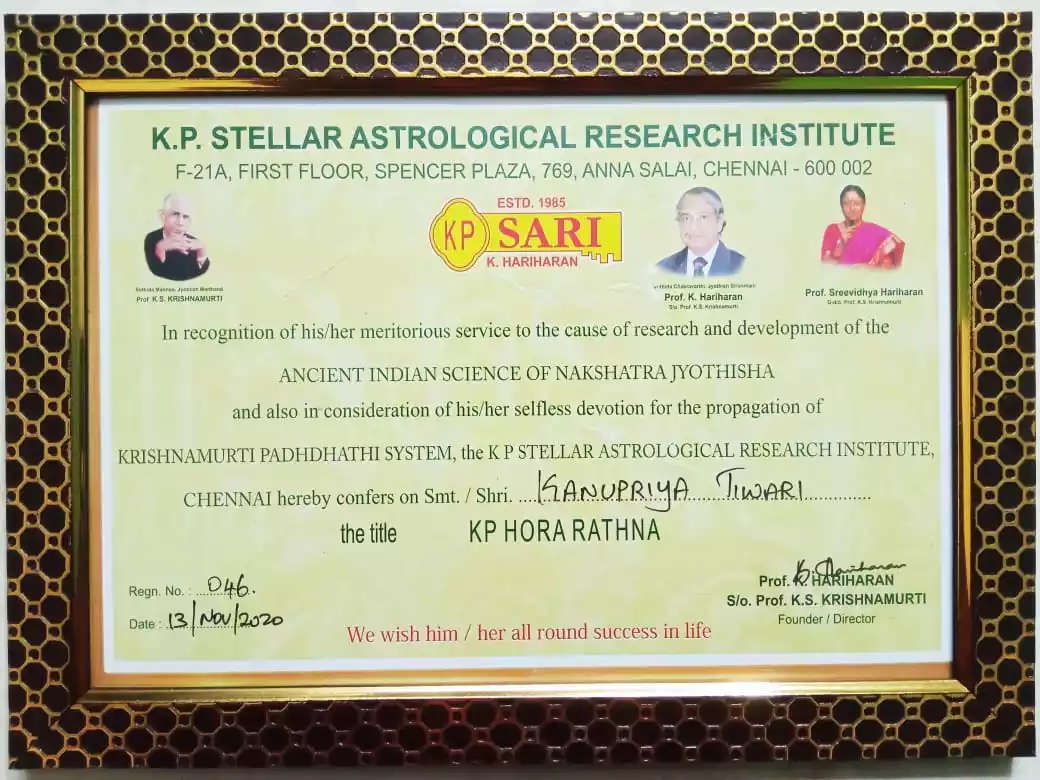 K.P. STELLAR ASTROLOGICAL RESEARCH INSTITUTE
F-21A, FIRST FLOOR, SPENCER PLAZA, 769, ANNA SALAI, CHENNAI - 600 002
ESTD. 1985
KP SARI
K. HARIHARAN
Prof. K.S. KRISHNAMURTI
Prof. K. Hariharan
S/o. Prof. K.S. Krishnamurti
Prof. Sreevidhya Hariharan
Prof. K.S. Krishnamurti
In recognition of his/her meritorious service to the cause of research and development of the
ANCIENT INDIAN SCIENCE OF NAKSHATRA JYOTHISHA
and also in consideration of his/her selfless devotion for the propagation of
KRISHNAMURTI PADHDHATHI SYSTEM, the K P STELLAR ASTROLOGICAL RESEARCH INSTITUTE,
CHENNAI hereby confers on Smt. / Shri. ....KANUPRIYA TIWARI...............
the title KP HORA RATHNA
Regn. No. : 046.
Date : 13/NOV/2020
K. Hariharan
Prof. K. HARIHARAN
S/o. Prof. K.S. KRISHNAMURTI
Founder / Director
We wish him / her all round success in life